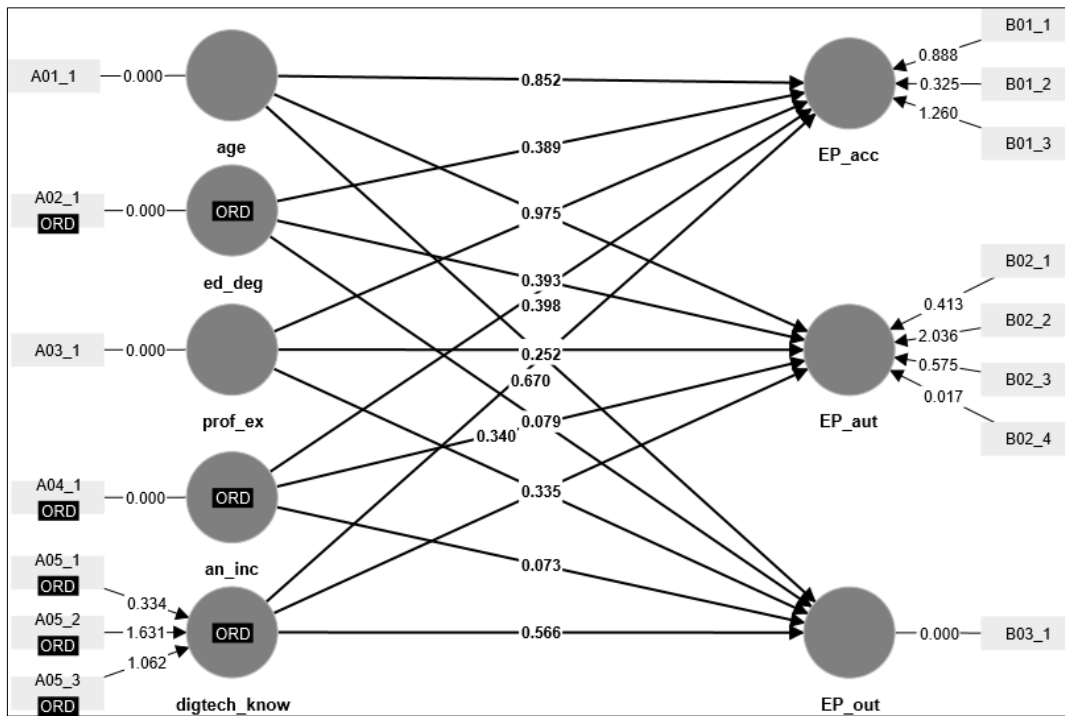 B01_1
A01_1
0.000
0.852
0.888
0.325
B01_2
1.260
B01_3
age
EP_acc
0.389
A02_1
ORD
0.000
ORD
0.975
ed_deg
0.393
0.398
B02_1
0.413
B02_2
2.036
A03_1
0.000
0.252
0.575
B02_3
0.670
0.017
prof_ex
0.079
EP_aut
0.340
B02_4
A04_1
ORD
0.000
ORD
0.335
an_inc
0.073
A05_1
ORD
0.334
A05_2
ORD
1.631
ORD
0.566
0.000
B03_1
1.062
A05_3
ORD
digtech_know
EP_out